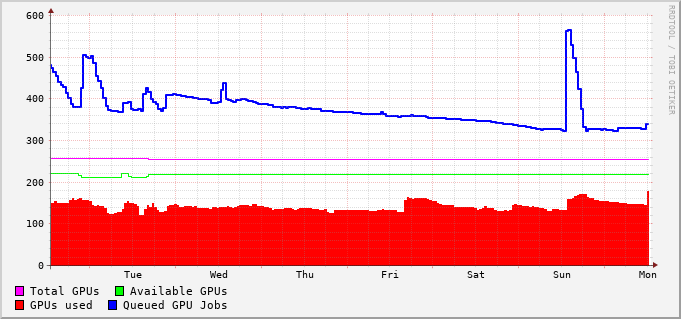 600
500
400
300
200
100
0
Tue Wed Thu Fri Sat Sun Mon
Total GPUs Available GPUs
GPUs used Queued GPU Jobs
RRDTOOL / TOBI OETIKER